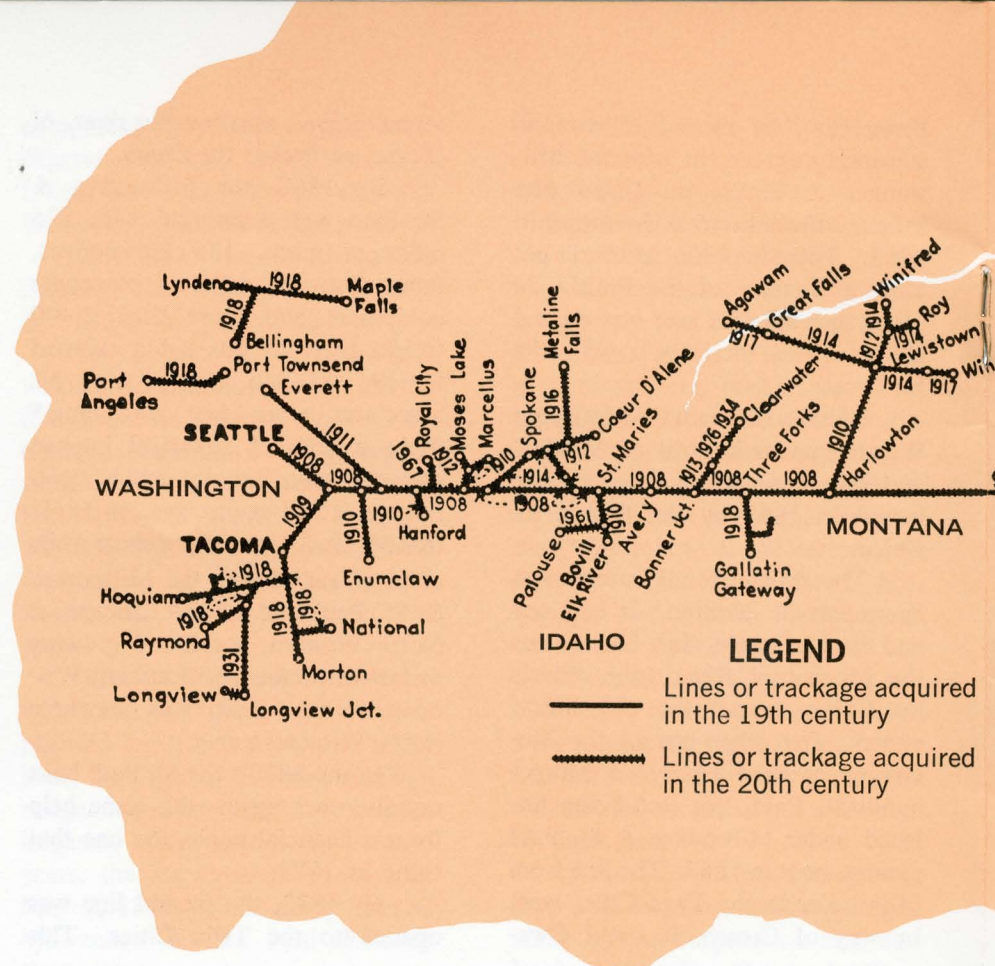 Lynden
1918
Maple
Falls
1918
Bellingham
Port Townsend
1918
Port
Angeles
Everett
SEATTLE
1908
1911
WASHINGTON
1908
1909
TACOMA
1910
Enumclaw
1910
Hanford
1967
Royal City
1912
Moses Lake
1908
Marcellus
1910
Spokane
1914
1908
Metaline
Falls
1916
Coeur D'Alene
1912
St. Maries
1961
1910
Palouse
Bovill
Elk River
Avery
1908
Bonner Jct.
1913 1926 1934
Clearwater
1908
Three Forks
1918
Gallatin
Gateway
1908
Harlowton
1910
MONTANA
Agawam
1917
Great Falls
1914
1912
1914
Winifred
Roy
1914
Lewistown
1914
1917
Win
Hoquiam
1918
1918
Raymond
1918
1918
National
Morton
1931
Longview
Longview Jct.
IDAHO
LEGEND
Lines or trackage acquired
in the 19th century
Lines or trackage acquired
in the 20th century